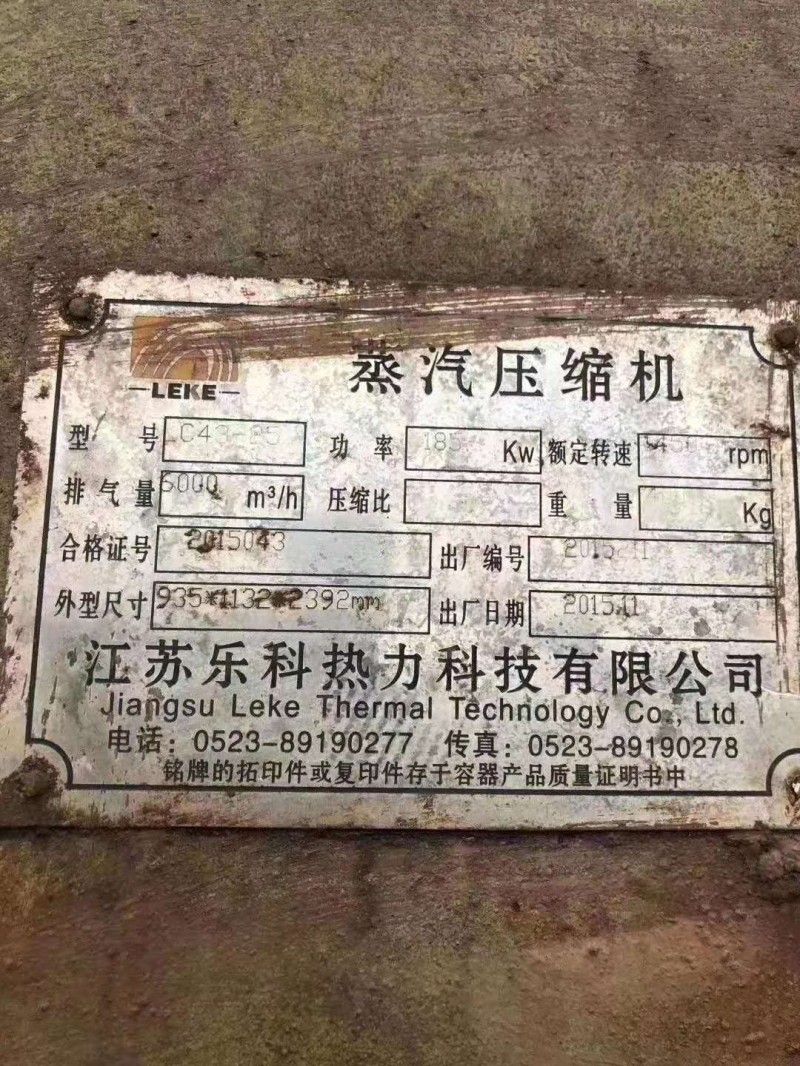 LEKE
蒸汽压缩机
型号 C43- 功率 185 Kw 额定转速 rpm
排气量 6000 m³/h 压缩比 重量 Kg
合格证号 2015043 出厂编号
外型尺寸 935*1132*2392mm 出厂日期 2015.11
江苏乐科热力科技有限公司
Jiangsu Leke Thermal Technology Co., Ltd.
电话：0523-89190277 传真：0523-89190278
铭牌的拓印件或复印件存于容器产品质量证明书中